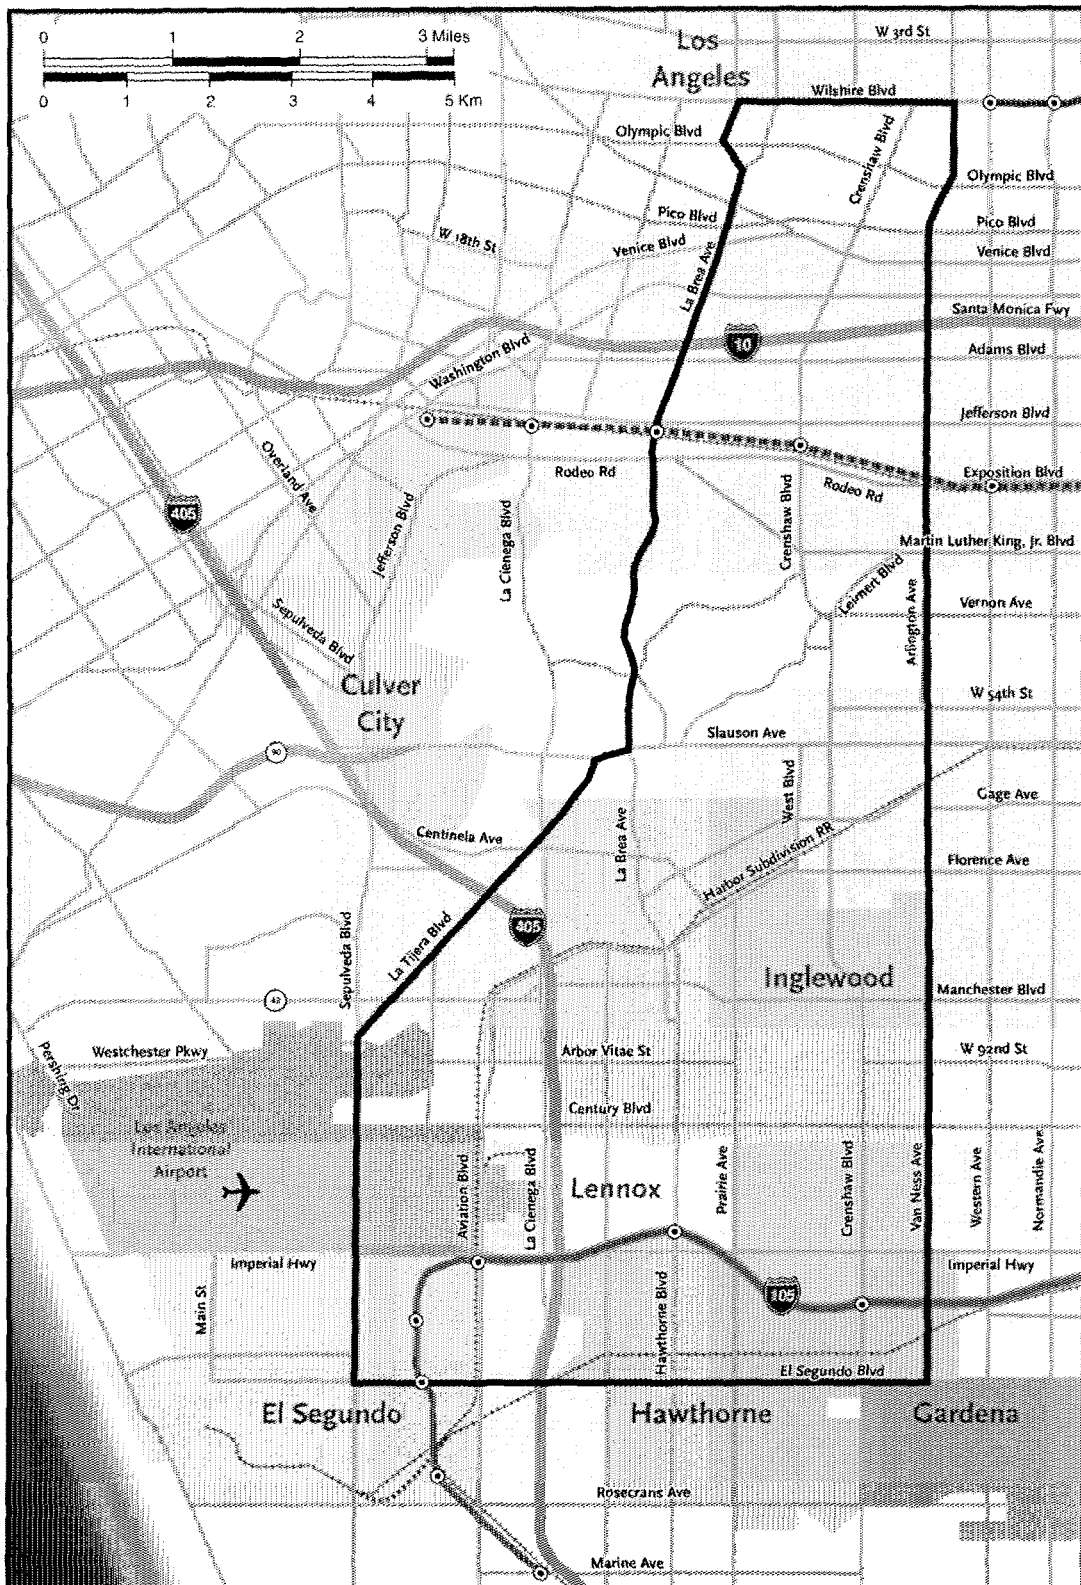 0 1 2 3 Miles
0 1 2 3 4 5 Km
Los
Angeles
W 3rd St
Wilshire Blvd
Olympic Blvd
Crenshaw Blvd
Olympic Blvd
Pico Blvd
Pico Blvd
W 18th St
Venice Blvd
Venice Blvd
La Brea Ave
Santa Monica Fwy
10
Adams Blvd
Washington Blvd
Jefferson Blvd
Overland Ave
Rodeo Rd
Exposition Blvd
Rodeo Rd
405
Jefferson Blvd
La Cienega Blvd
Crenshaw Blvd
Martin Luther King, Jr. Blvd
Leimert Blvd
Vernon Ave
Arlington Ave
Sepulveda Blvd
Culver
City
W 54th St
Slauson Ave
90
West Blvd
Gage Ave
Centinela Ave
La Brea Ave
Harbor Subdivision RR
Florence Ave
405
Sepulveda Blvd
La Tijera Blvd
Inglewood
42
Manchester Blvd
Pershing Dr
Westchester Pkwy
Arbor Vitae St
W 92nd St
Century Blvd
Los Angeles
International
Airport
Aviation Blvd
La Cienega Blvd
Lennox
Prairie Ave
Crenshaw Blvd
Van Ness Ave
Western Ave
Normandie Ave
Imperial Hwy
Imperial Hwy
Main St
Hawthorne Blvd
105
El Segundo Blvd
El Segundo
Hawthorne
Gardena
Rosecrans Ave
Marine Ave